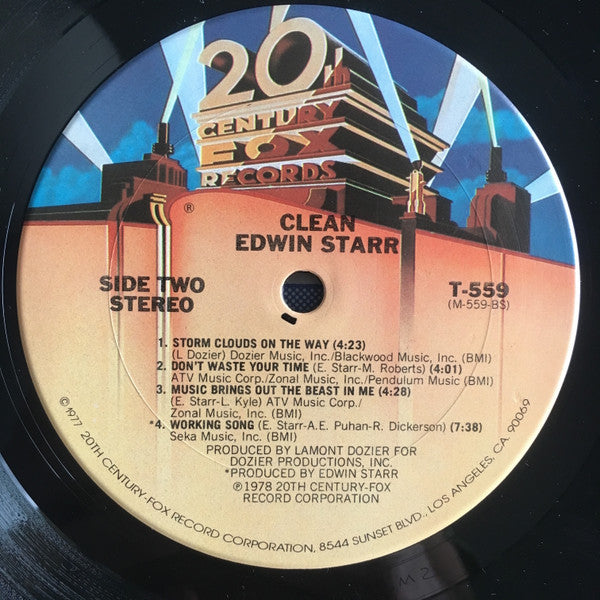 20th
CENTURY
FOX
RECORDS
®
CLEAN
EDWIN STARR
SIDE TWO
STEREO
T-559
(M-559-BS)
1. STORM CLOUDS ON THE WAY (4:23)
(L Dozier) Dozier Music, Inc./Blackwood Music, Inc. (BMI)
2. DON'T WASTE YOUR TIME (E. Starr-M. Roberts) (4:01)
ATV Music Corp./Zonal Music, Inc./Pendulum Music (BMI)
3. MUSIC BRINGS OUT THE BEAST IN ME (4:28)
(E. Starr-L. Kyle) ATV Music Corp./
Zonal Music, Inc. (BMI)
*4. WORKING SONG (E. Starr-A.E. Puhan-R. Dickerson) (7:38)
Seka Music, Inc. (BMI)
PRODUCED BY LAMONT DOZIER FOR
DOZIER PRODUCTIONS, INC.
*PRODUCED BY EDWIN STARR
℗ 1978 20TH CENTURY-FOX
RECORD CORPORATION
© 1977 20TH CENTURY-FOX RECORD CORPORATION, 8544 SUNSET BLVD., LOS ANGELES, CA. 90069